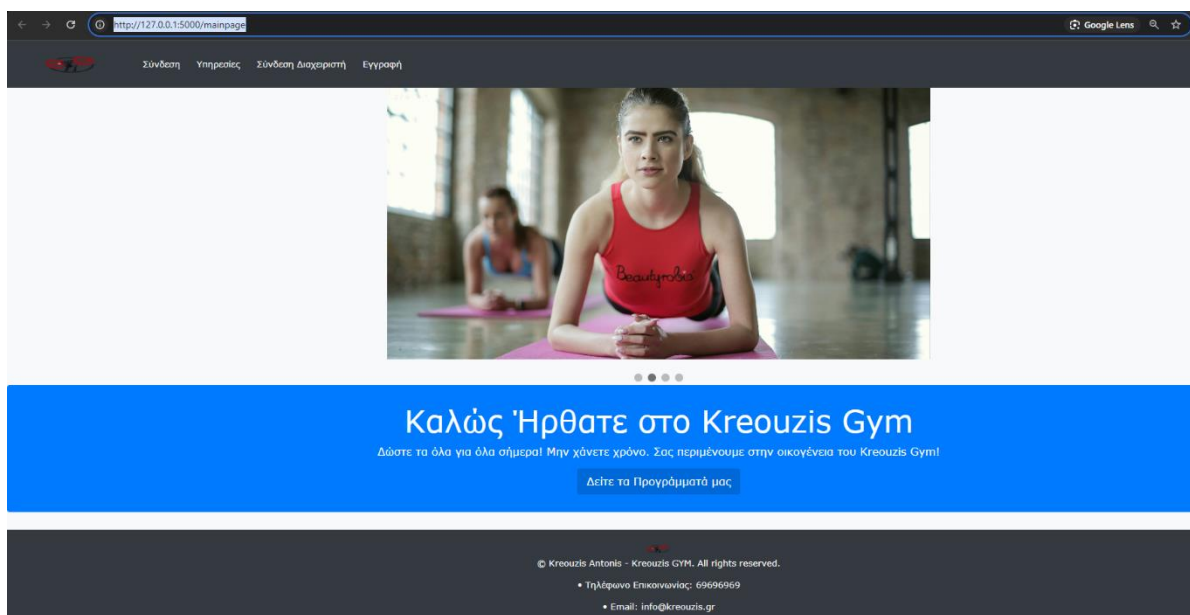 http://127.0.0.1:5000/mainpage
Google Lens
Σύνδεση Υπηρεσίες Σύνδεση Διαχειριστή Εγγραφή
Beautyrobic
Καλώς Ήρθατε στο Kreouzis Gym
Δώστε τα όλα για όλα σήμερα! Μην χάνετε χρόνο. Σας περιμένουμε στην οικογένεια του Kreouzis Gym!
Δείτε τα Προγράμματά μας
© Kreouzis Antonis - Kreouzis GYM. All rights reserved.
• Τηλέφωνο Επικοινωνίας: 69696969
• Email: info@kreouzis.gr